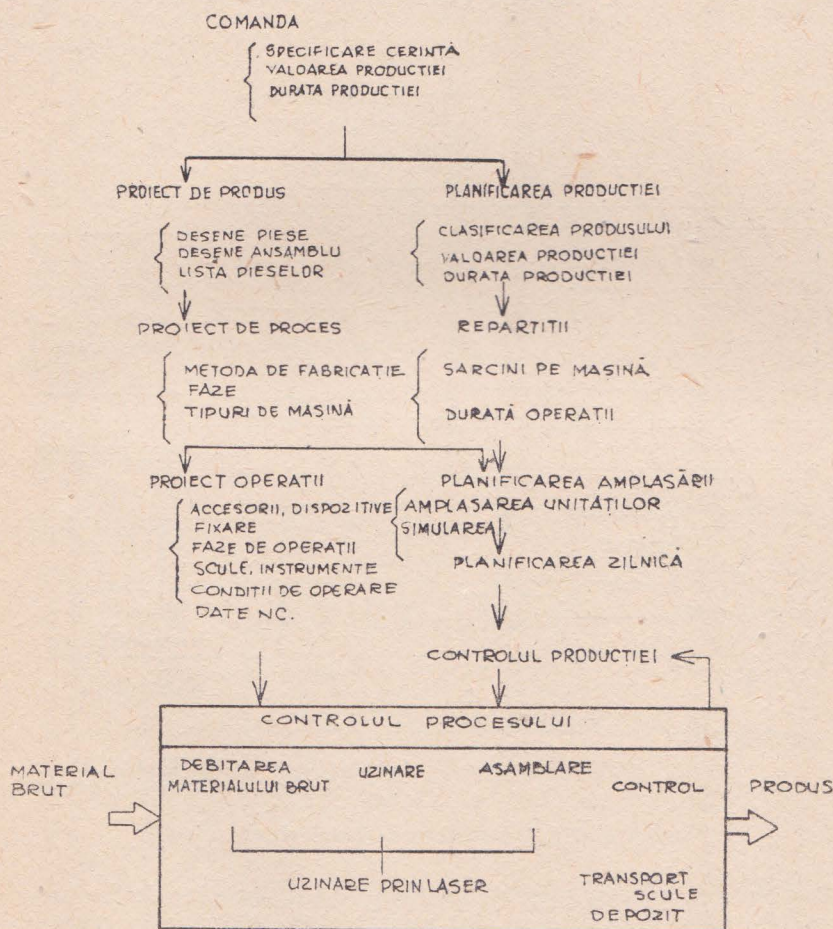 COMANDA
SPECIFICARE CERINTĂ
VALOAREA PRODUCTIEI
DURATA PRODUCTIEI
PROIECT DE PRODUS
DESENE PIESE
DESENE ANSAMBLU
LISTA PIESELOR
PROIECT DE PROCES
METODA DE FABRICATIE
FAZE
TIPURI DE MASINĂ
PROIECT OPERATII
ACCESORII, DISPOZITIVE
FIXARE
FAZE DE OPERATII
SCULE, INSTRUMENTE
CONDITII DE OPERARE
DATE NC.
PLANIFICAREA PRODUCTIEI
CLASIFICAREA PRODUSULUI
VALOAREA PRODUCTIEI
DURATA PRODUCTIEI
REPARTITII
SARCINI PE MASINĂ
DURATĂ OPERATII
PLANIFICAREA AMPLASĂRII
AMPLASAREA UNITĂȚILOR
SIMULAREA
PLANIFICAREA ZILNICĂ
CONTROLUL PRODUCTIEI
CONTROLUL PROCESULUI
MATERIAL
BRUT
DEBITAREA
MATERIALULUI BRUT
UZINARE
ASAMBLARE
CONTROL
PRODUS
UZINARE PRIN LASER
TRANSPORT
SCULE
DEPOZIT